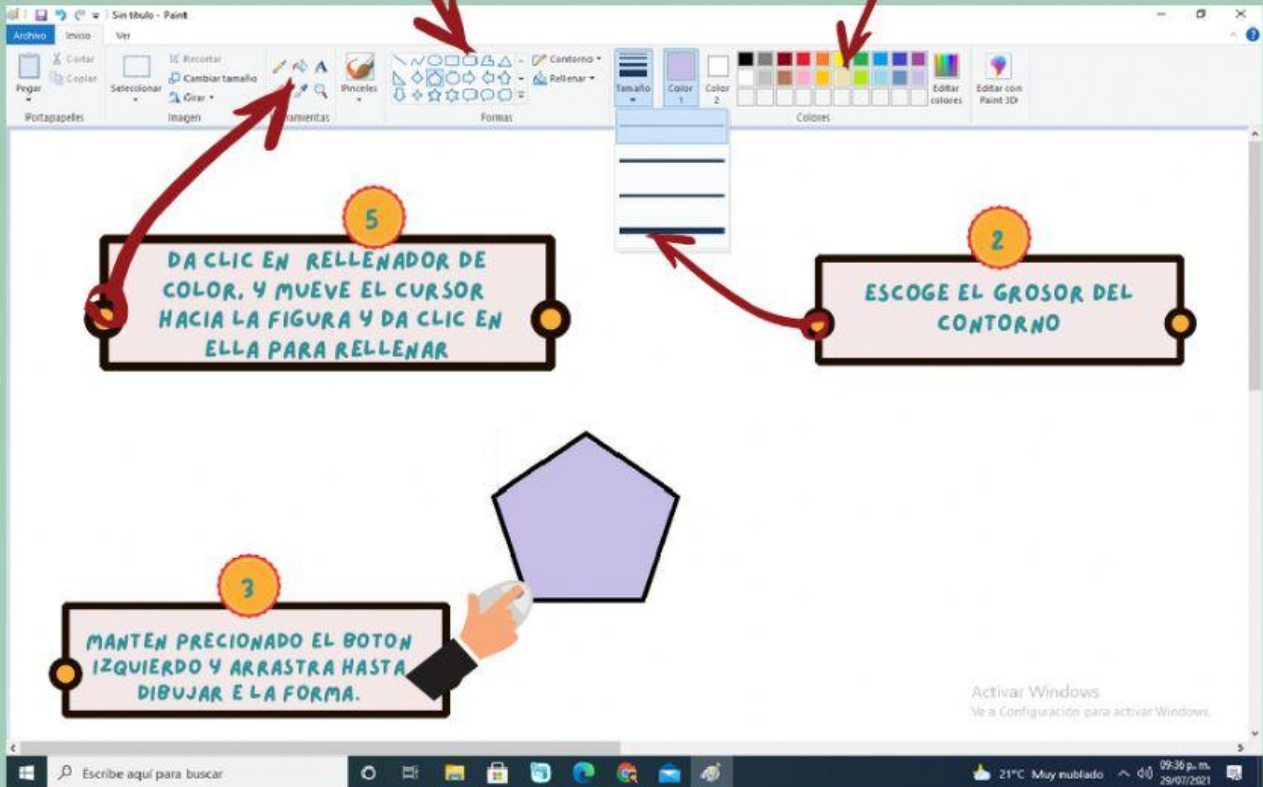 Sin título - Paint
Archivo Inicio Ver
Pegar
Cortar
Copiar
Portapapeles
Seleccionar
Recortar
Cambiar tamaño
Girar
Imagen
Pinceles
Contorno
Rellenar
Formas
Tamaño
Color 1
Color 2
Colores
Editar colores
Editar con Paint 3D
5
DA CLIC EN RELLENADOR DE
COLOR, Y MUEVE EL CURSOR
HACIA LA FIGURA Y DA CLIC EN
ELLA PARA RELLENAR
2
ESCOGE EL GROSOR DEL
CONTORNO
3
MANTEN PRECIONADO EL BOTON
IZQUIERDO Y ARRASTRA HASTA
DIBUJAR E LA FORMA.
Activar Windows
Ve a Configuración para activar Windows.
Escribe aquí para buscar
21°C Muy nublado
09:36 p. m.
29/07/2021